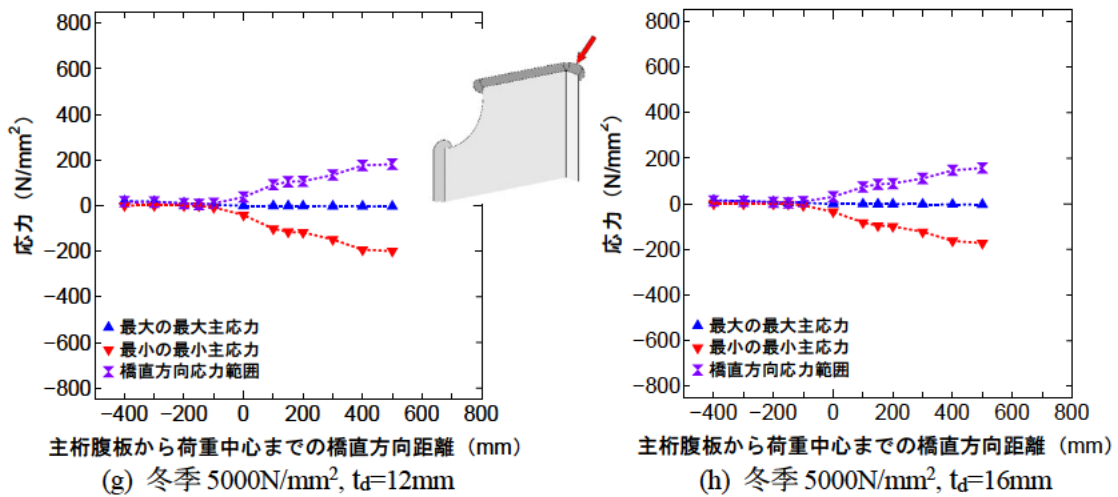 800
600
400
200
0
−200
−400
−600
−800
応力 (N/mm²)
最大の最大主応力
最小の最小主応力
橋直方向応力範囲
−400 −200 0 200 400 600 800
主桁腹板から荷重中心までの橋直方向距離 (mm)
(g) 冬季 5000N/mm², td=12mm
800
600
400
200
0
−200
−400
−600
−800
応力 (N/mm²)
最大の最大主応力
最小の最小主応力
橋直方向応力範囲
−400 −200 0 200 400 600 800
主桁腹板から荷重中心までの橋直方向距離 (mm)
(h) 冬季 5000N/mm², td=16mm